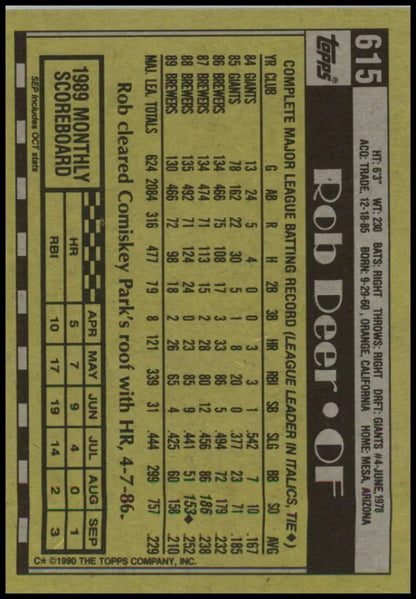 615
Topps®
Rob Deer • OF
HT: 6'3" WT: 230 BATS: RIGHT THROWS: RIGHT DRFT: GIANTS #4-JUNE, 1978
ACQ: TRADE, 12-18-85 BORN: 9-29-60, ORANGE, CALIFORNIA HOME: MESA, ARIZONA
COMPLETE MAJOR LEAGUE BATTING RECORD (LEAGUE LEADER IN ITALICS, TIE♦)
YR CLUB G AB R H 2B 3B HR RBI SB SLG BB SO AVG
84 GIANTS 13 24 5 4 0 0 3 3 1 .542 7 10 .167
85 GIANTS 78 162 22 30 5 1 8 20 0 .377 23 71 .185
86 BREWERS 134 466 75 108 17 3 33 86 5 .494 72 179 .232
87 BREWERS 134 474 71 113 15 2 28 80 12 .456 86 186 .238
88 BREWERS 135 492 71 124 24 0 23 85 9 .441 51 153♦ .252
89 BREWERS 130 466 72 98 18 2 26 65 4 .425 60 158 .210
MAJ. LEA. TOTALS 624 2084 316 477 79 8 121 339 31 .444 299 757 .229
Rob cleared Comiskey Park's roof with HR, 4-7-86.
1989 MONTHLY
SCOREBOARD
SEP includes OCT stats
APR MAY JUN JUL AUG SEP
HR 5 7 9 4 0 1
RBI 10 17 19 14 2 3
C* ©1990 THE TOPPS COMPANY, INC.